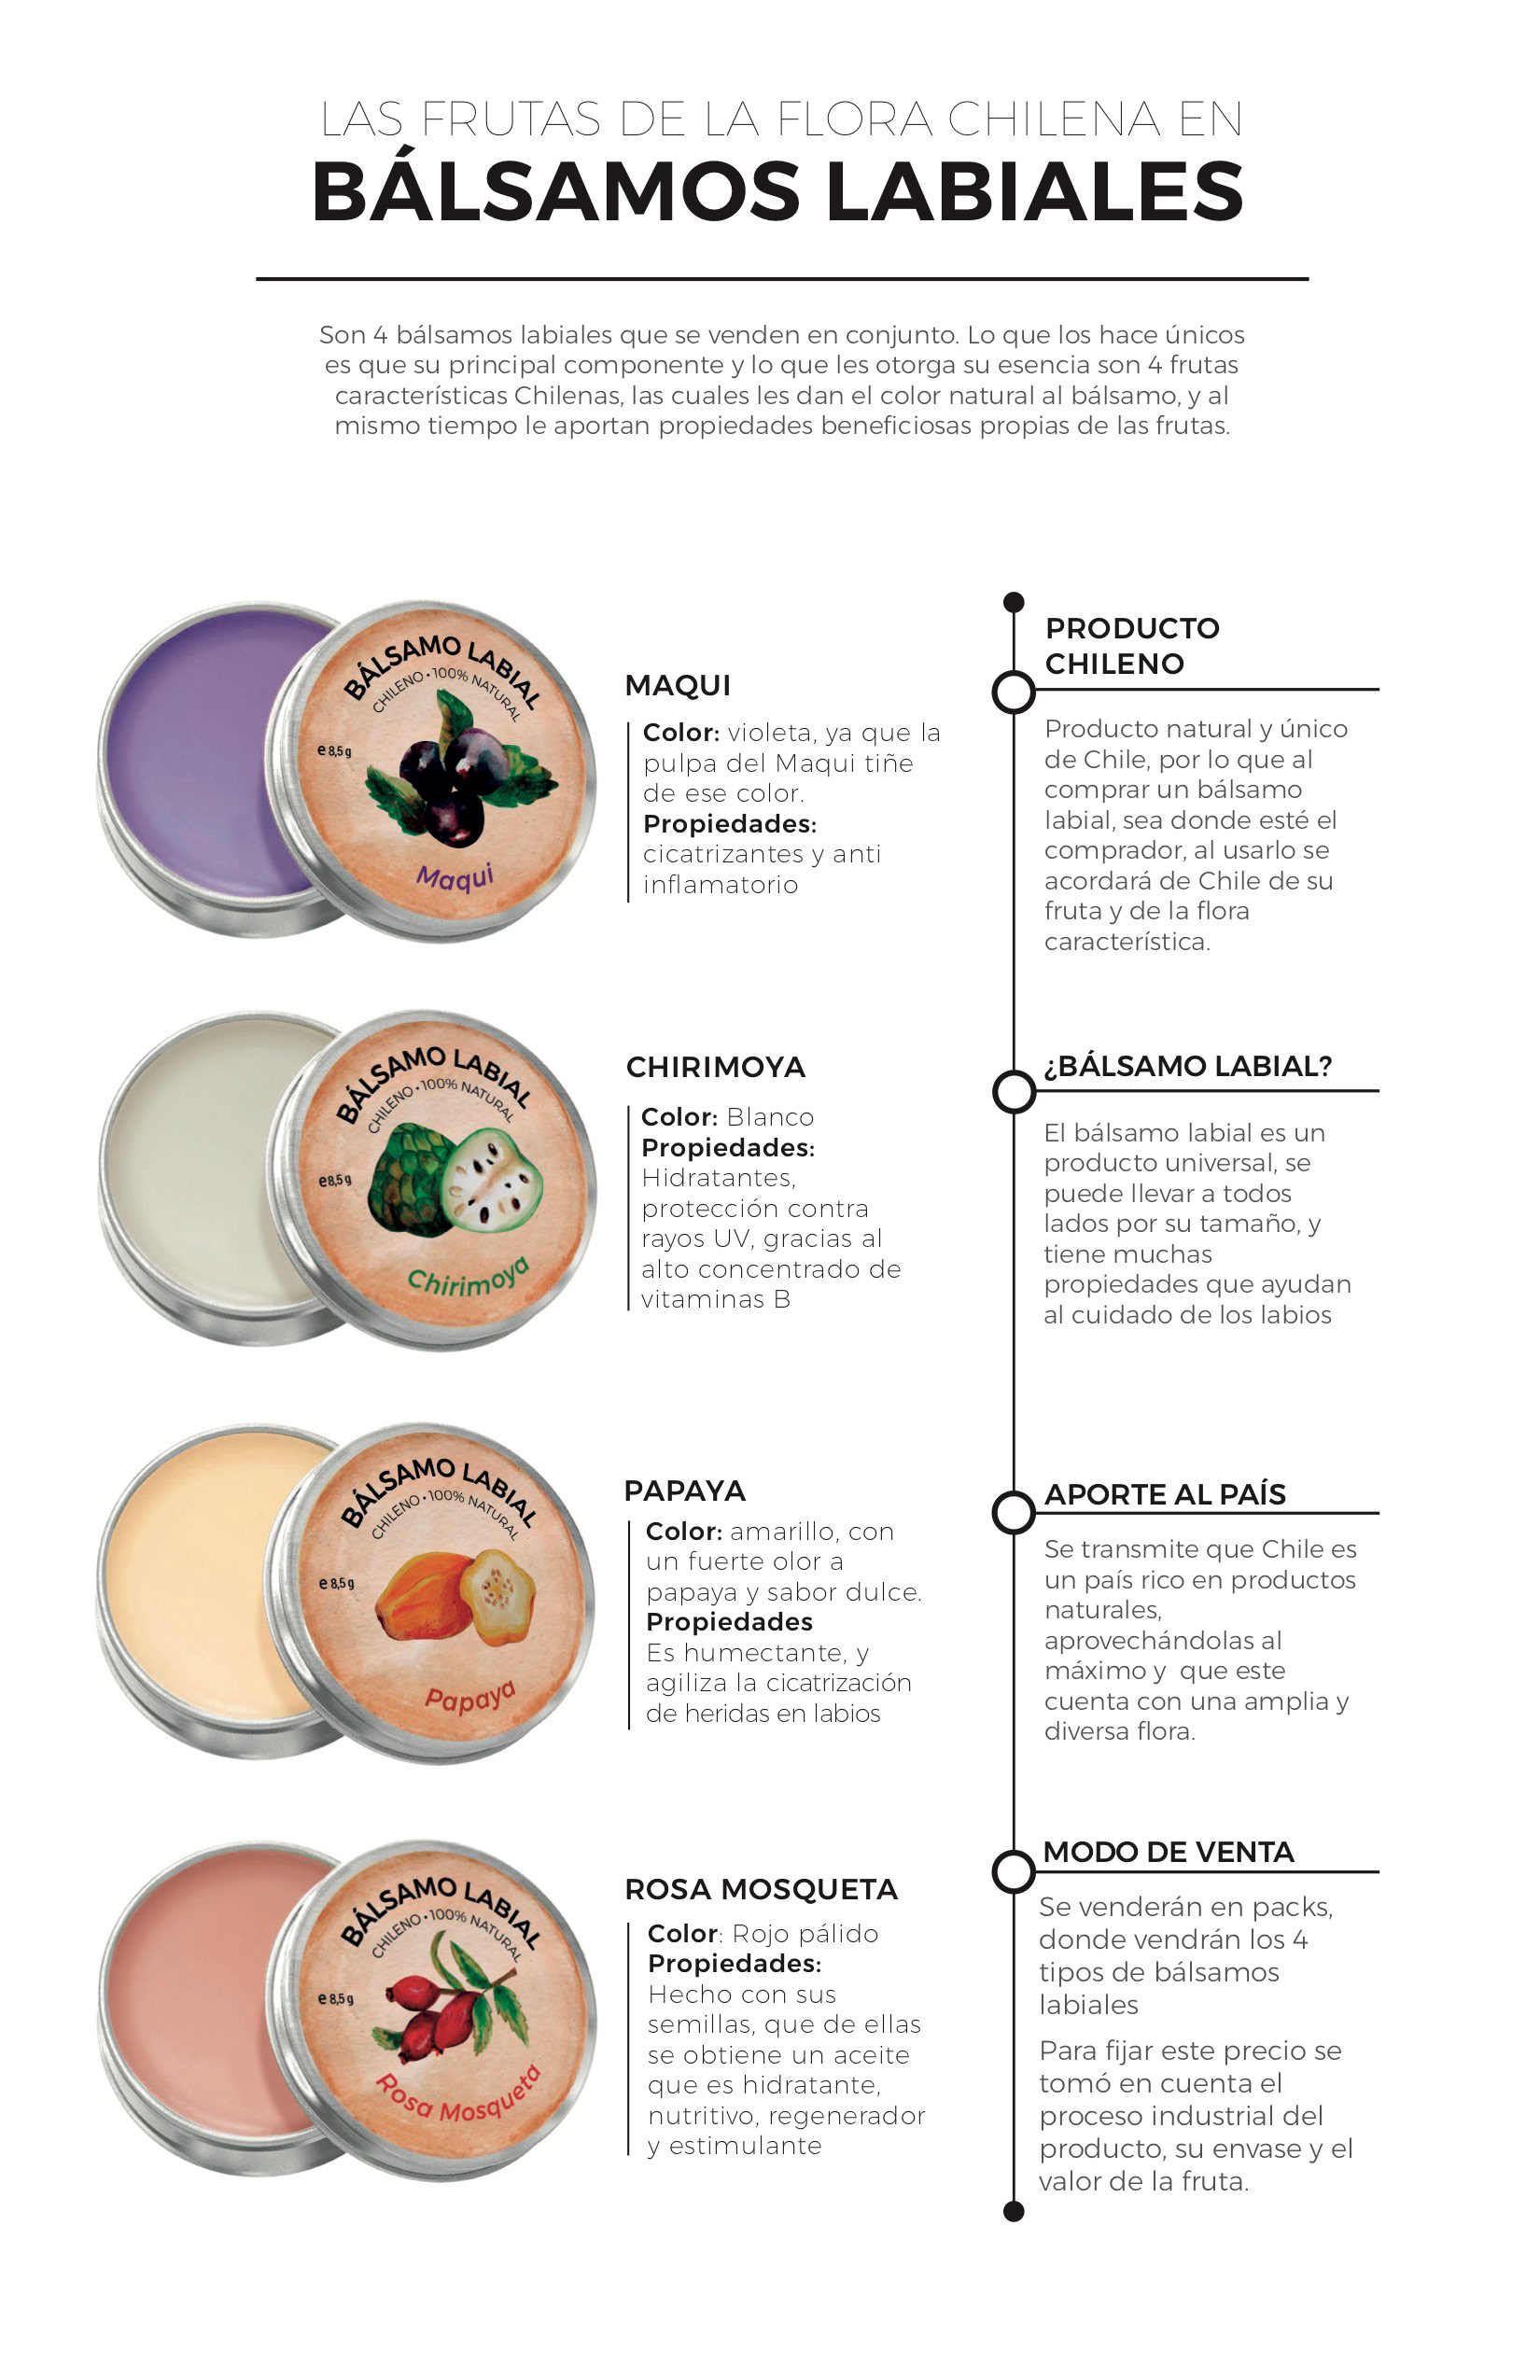 LAS FRUTAS DE LA FLORA CHILENA EN
BÁLSAMOS LABIALES
Son 4 bálsamos labiales que se venden en conjunto. Lo que los hace únicos
es que su principal componente y lo que les otorga su esencia son 4 frutas
características Chilenas, las cuales les dan el color natural al bálsamo, y al
mismo tiempo le aportan propiedades beneficiosas propias de las frutas.
BÁLSAMO LABIAL
CHILENO • 100% NATURAL
e 8,5 g
Maqui
MAQUI
Color: violeta, ya que la
pulpa del Maqui tiñe
de ese color.
Propiedades:
cicatrizantes y anti
inflamatorio
BÁLSAMO LABIAL
CHILENO • 100% NATURAL
e 8,5 g
Chirimoya
CHIRIMOYA
Color: Blanco
Propiedades:
Hidratantes,
protección contra
rayos UV, gracias al
alto concentrado de
vitaminas B
BÁLSAMO LABIAL
CHILENO • 100% NATURAL
e 8,5 g
Papaya
PAPAYA
Color: amarillo, con
un fuerte olor a
papaya y sabor dulce.
Propiedades
Es humectante, y
agiliza la cicatrización
de heridas en labios
BÁLSAMO LABIAL
CHILENO • 100% NATURAL
e 8,5 g
Rosa Mosqueta
ROSA MOSQUETA
Color: Rojo pálido
Propiedades:
Hecho con sus
semillas, que de ellas
se obtiene un aceite
que es hidratante,
nutritivo, regenerador
y estimulante
PRODUCTO
CHILENO
Producto natural y único
de Chile, por lo que al
comprar un bálsamo
labial, sea donde esté el
comprador, al usarlo se
acordará de Chile de su
fruta y de la flora
característica.
¿BÁLSAMO LABIAL?
El bálsamo labial es un
producto universal, se
puede llevar a todos
lados por su tamaño, y
tiene muchas
propiedades que ayudan
al cuidado de los labios
APORTE AL PAÍS
Se transmite que Chile es
un país rico en productos
naturales,
aprovechándolas al
máximo y que este
cuenta con una amplia y
diversa flora.
MODO DE VENTA
Se venderán en packs,
donde vendrán los 4
tipos de bálsamos
labiales
Para fijar este precio se
tomó en cuenta el
proceso industrial del
producto, su envase y el
valor de la fruta.